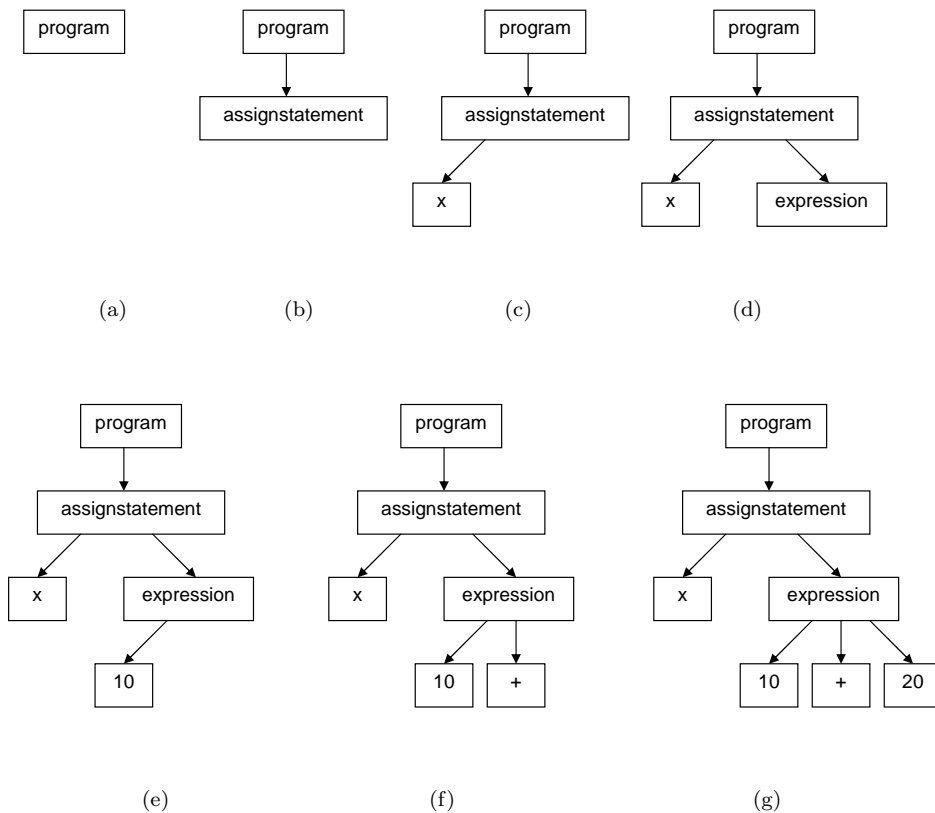 program
program
program
program
assignstatement
assignstatement
assignstatement
x
x
expression
(a)
(b)
(c)
(d)
program
program
program
assignstatement
assignstatement
assignstatement
x
expression
x
expression
x
expression
10
10
+
10
+
20
(e)
(f)
(g)